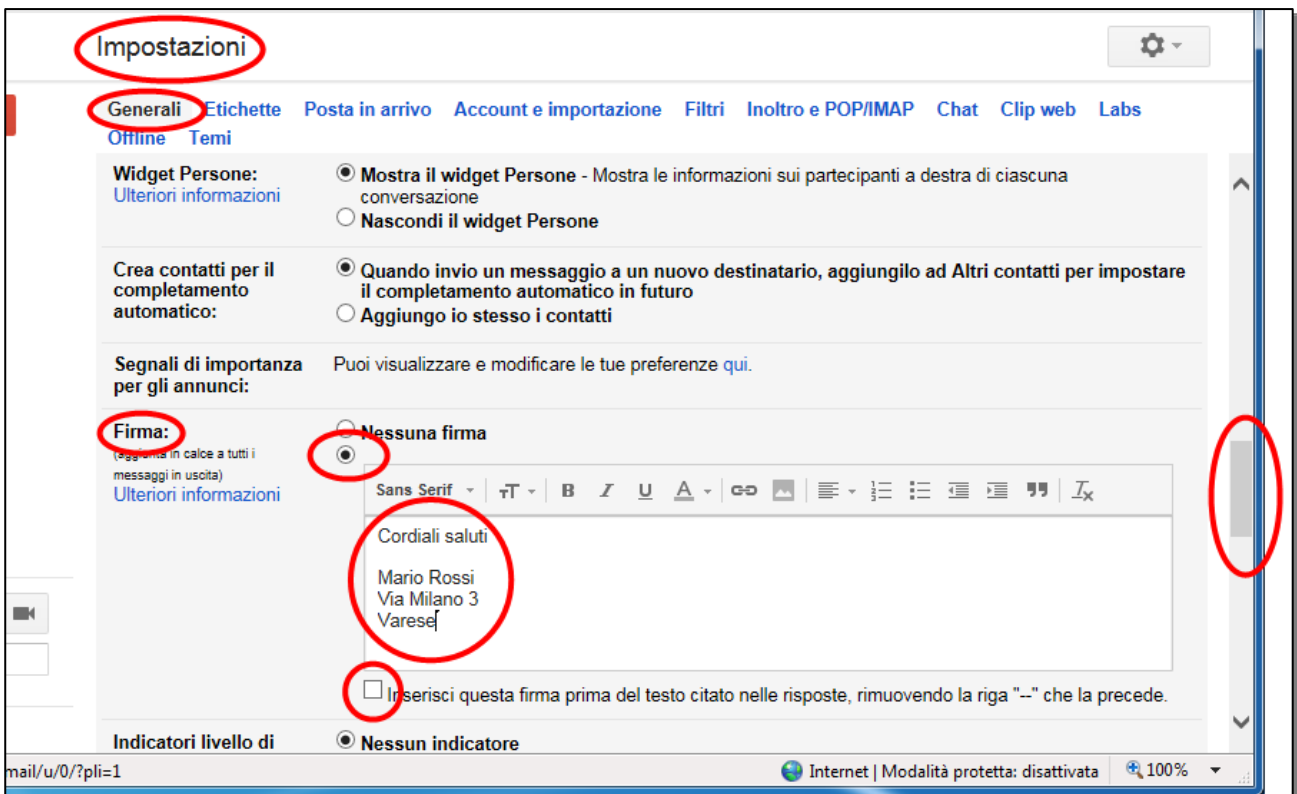 Impostazioni
Generali Etichette Posta in arrivo Account e importazione Filtri Inoltro e POP/IMAP Chat Clip web Labs
Offline Temi
Widget Persone:
Ulteriori informazioni
Mostra il widget Persone - Mostra le informazioni sui partecipanti a destra di ciascuna
conversazione
Nascondi il widget Persone
Crea contatti per il
completamento
automatico:
Quando invio un messaggio a un nuovo destinatario, aggiungilo ad Altri contatti per impostare
il completamento automatico in futuro
Aggiungo io stesso i contatti
Segnali di importanza
per gli annunci:
Puoi visualizzare e modificare le tue preferenze qui.
Firma:
(aggiunta in calce a tutti i
messaggi in uscita)
Ulteriori informazioni
Nessuna firma
Sans Serif
Cordiali saluti
Mario Rossi
Via Milano 3
Varese
Inserisci questa firma prima del testo citato nelle risposte, rimuovendo la riga "--" che la precede.
Indicatori livello di
Nessun indicatore
mail/u/0/?pli=1
Internet | Modalità protetta: disattivata
100%